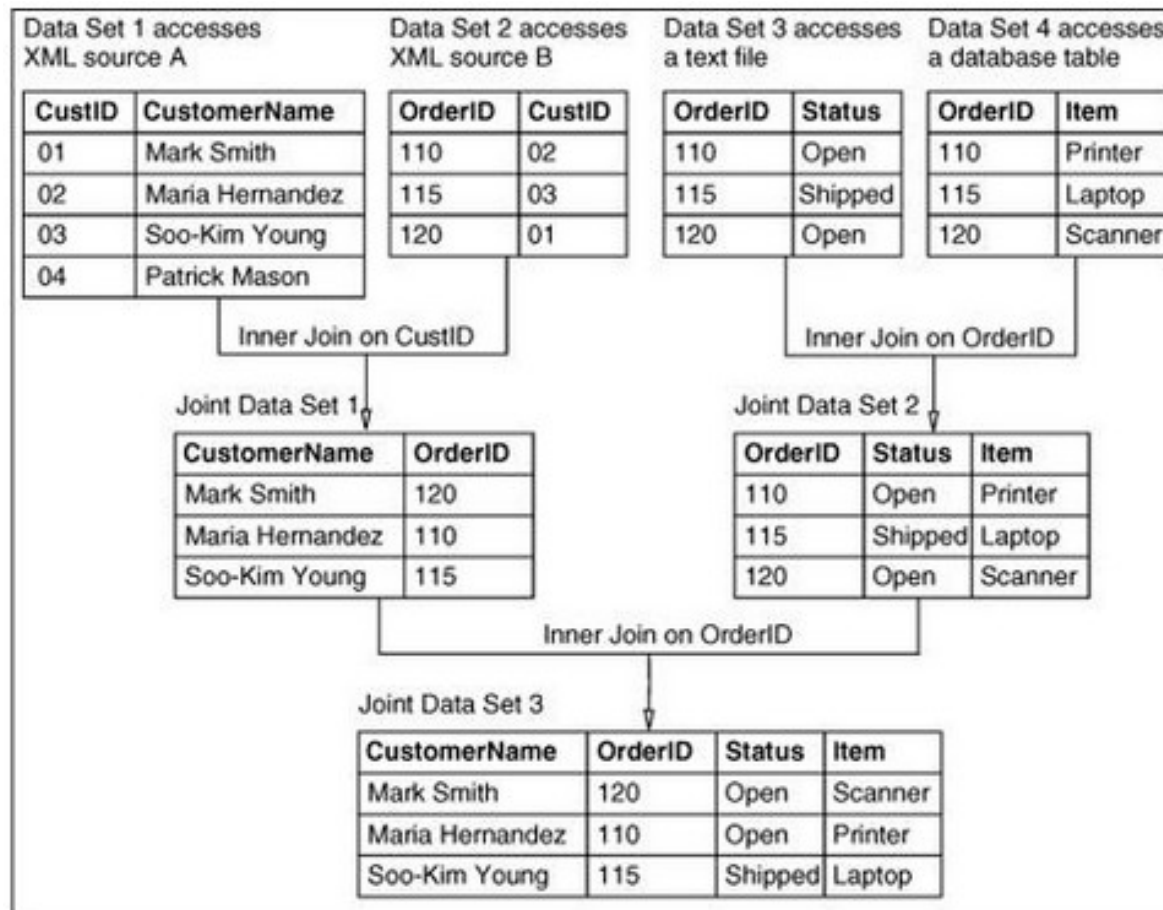 Data Set 1 accesses
XML source A
CustID CustomerName
01 Mark Smith
02 Maria Hernandez
03 Soo-Kim Young
04 Patrick Mason
Data Set 2 accesses
XML source B
OrderID CustID
110 02
115 03
120 01
Data Set 3 accesses
a text file
OrderID Status
110 Open
115 Shipped
120 Open
Data Set 4 accesses
a database table
OrderID Item
110 Printer
115 Laptop
120 Scanner
Inner Join on CustID
Inner Join on OrderID
Joint Data Set 1
CustomerName OrderID
Mark Smith 120
Maria Hernandez 110
Soo-Kim Young 115
Joint Data Set 2
OrderID Status Item
110 Open Printer
115 Shipped Laptop
120 Open Scanner
Inner Join on OrderID
Joint Data Set 3
CustomerName OrderID Status Item
Mark Smith 120 Open Scanner
Maria Hernandez 110 Open Printer
Soo-Kim Young 115 Shipped Laptop